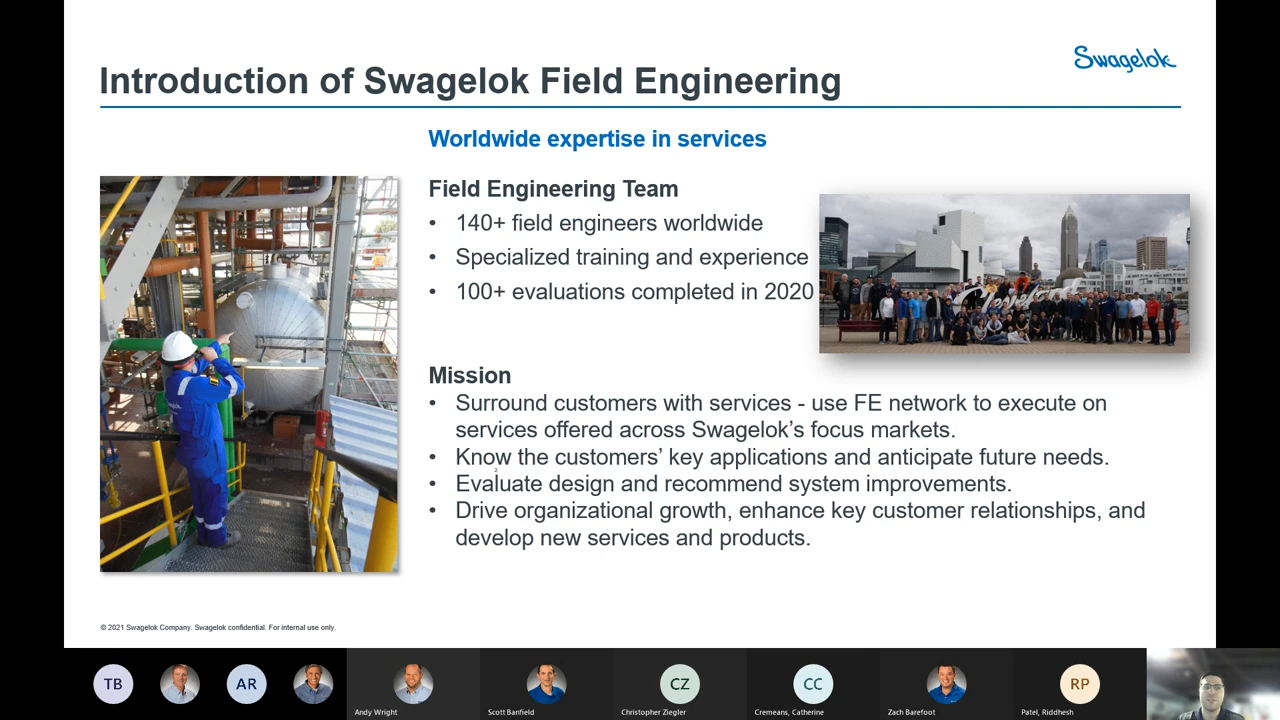 Swagelok
Introduction of Swagelok Field Engineering
Worldwide expertise in services
Field Engineering Team
• 140+ field engineers worldwide
• Specialized training and experience
• 100+ evaluations completed in 2020
Cleveland
Mission
• Surround customers with services - use FE network to execute on
services offered across Swagelok’s focus markets.
• Know the customers’ key applications and anticipate future needs.
2
• Evaluate design and recommend system improvements.
• Drive organizational growth, enhance key customer relationships, and
develop new services and products.
© 2021 Swagelok Company. Swagelok confidential. For internal use only.
TB
AR
CZ
CC
RP
Andy Wright
Scott Banfield
Christopher Ziegler
Cremeans, Catherine
Zach Barefoot
Patel, Riddhesh